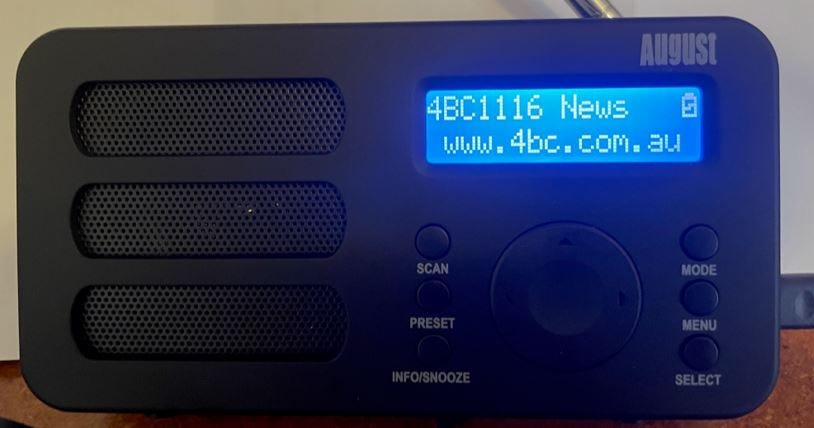 August
4BC1116 News
www.4bc.com.au
SCAN
MODE
PRESET
MENU
INFO/SNOOZE
SELECT